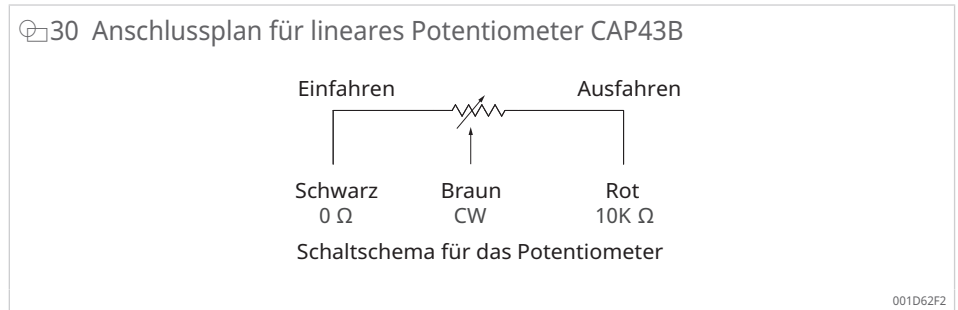 30 Anschlussplan für lineares Potentiometer CAP43B
Einfahren Ausfahren
Schwarz Braun Rot
0 Ω CW 10K Ω
Schaltschema für das Potentiometer
001D62F2